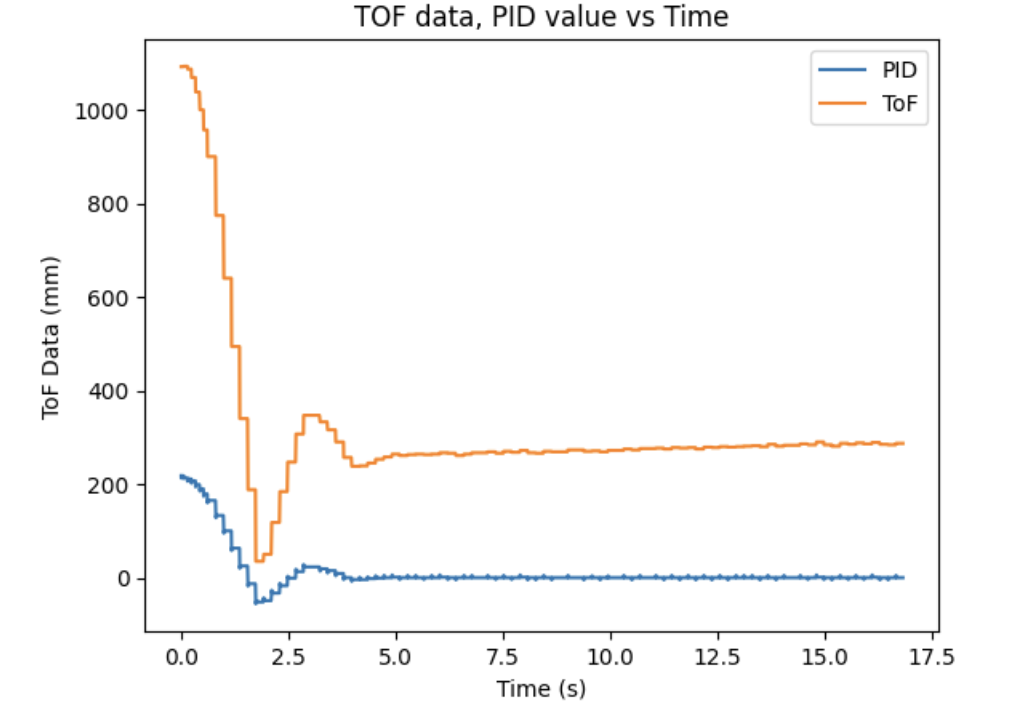 TOF data, PID value vs Time
PID
ToF
1000
800
600
400
200
0
ToF Data (mm)
0.0 2.5 5.0 7.5 10.0 12.5 15.0 17.5
Time (s)